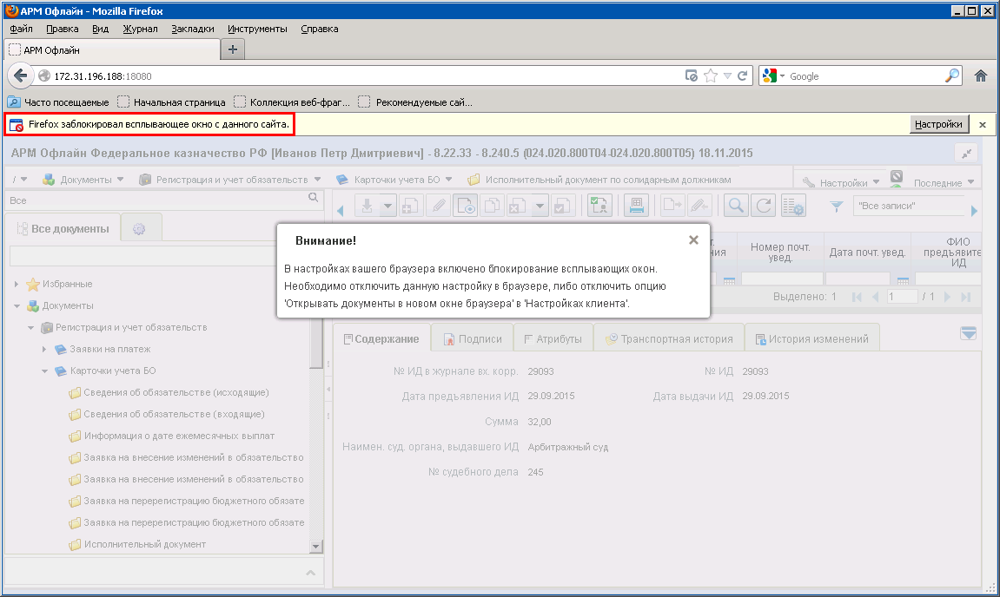 АРМ Офлайн - Mozilla Firefox
Файл Правка Вид Журнал Закладки Инструменты Справка
АРМ Офлайн
172.31.196.188:18080
Google
Часто посещаемые Начальная страница Коллекция веб-фраг... Рекомендуемые сай...
Firefox заблокировал всплывающее окно с данного сайта.
Настройки
АРМ Офлайн Федеральное казначество РФ [Иванов Петр Дмитриевич] - 8.22.33 - 8.240.5 (024.020.800T04-024.020.800T05) 18.11.2015
/ Документы Регистрация и учет обязательств Карточки учета БО Исполнительный документ по солидарным должникам Настройки Последние
Все
"Все записи"
Все документы
Номер почт. увед.
Дата почт. увед.
ФИО
предъявите
ИД
Внимание!
В настройках вашего браузера включено блокирование всплывающих окон.
Необходимо отключить данную настройку в браузере, либо отключить опцию
'Открывать документы в новом окне браузера' в 'Настройках клиента'.
Выделено: 1
1 / 1
Избранные
Документы
Регистрация и учет обязательств
Заявки на платеж
Карточки учета БО
Сведения об обязательстве (исходящие)
Сведения об обязательстве (входящие)
Информация о дате ежемесячных выплат
Заявка на внесение изменений в обязательство
Заявка на внесение изменений в обязательство
Заявка на перерегистрацию бюджетного обязате
Заявка на перерегистрацию бюджетного обязате
Исполнительный документ
Содержание Подписи Атрибуты Транспортная история История изменений
№ ИД в журнале вх. корр. 29093 № ИД 29093
Дата предъявления ИД 29.09.2015 Дата выдачи ИД 29.09.2015
Сумма 32,00
Наимен. суд. органа, выдавшего ИД Арбитражный суд
№ судебного дела 245